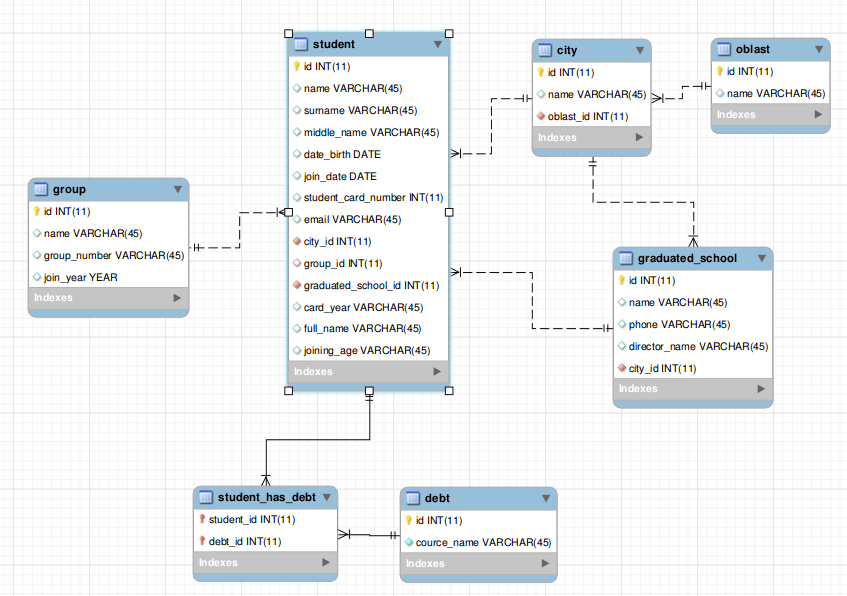 student
id INT(11)
name VARCHAR(45)
surname VARCHAR(45)
middle_name VARCHAR(45)
date_birth DATE
join_date DATE
student_card_number INT(11)
email VARCHAR(45)
city_id INT(11)
group_id INT(11)
graduated_school_id INT(11)
card_year VARCHAR(45)
full_name VARCHAR(45)
joining_age VARCHAR(45)
Indexes
city
id INT(11)
name VARCHAR(45)
oblast_id INT(11)
Indexes
oblast
id INT(11)
name VARCHAR(45)
Indexes
group
id INT(11)
name VARCHAR(45)
group_number VARCHAR(45)
join_year YEAR
Indexes
graduated_school
id INT(11)
name VARCHAR(45)
phone VARCHAR(45)
director_name VARCHAR(45)
city_id INT(11)
Indexes
student_has_debt
student_id INT(11)
debt_id INT(11)
Indexes
debt
id INT(11)
cource_name VARCHAR(45)
Indexes